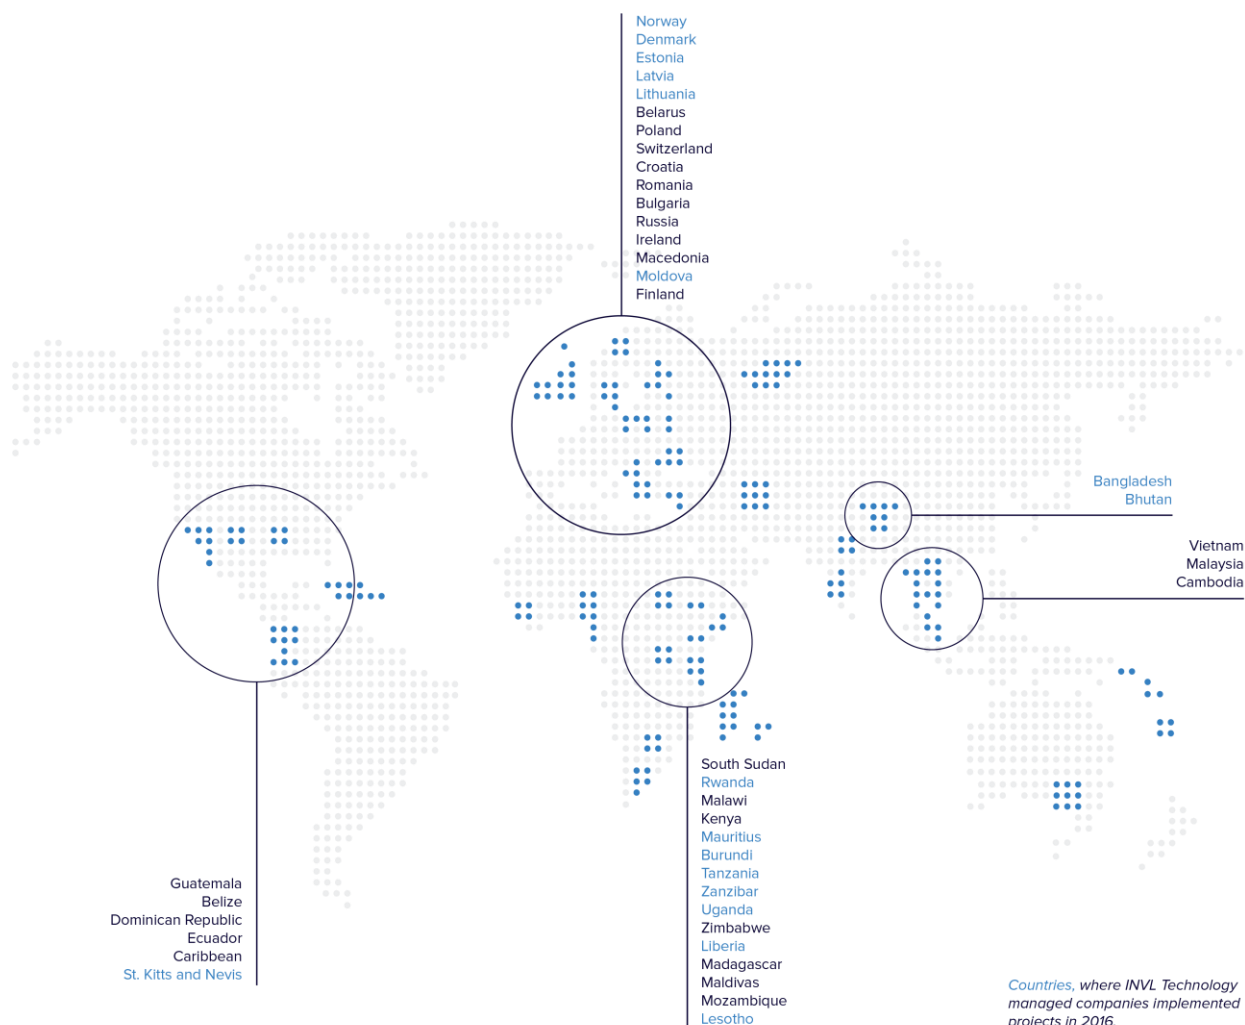 Norway
Denmark
Estonia
Latvia
Lithuania
Belarus
Poland
Switzerland
Croatia
Romania
Bulgaria
Russia
Ireland
Macedonia
Moldova
Finland
Bangladesh
Bhutan
Vietnam
Malaysia
Cambodia
South Sudan
Rwanda
Malawi
Kenya
Mauritius
Burundi
Tanzania
Zanzibar
Uganda
Zimbabwe
Liberia
Madagascar
Maldivas
Mozambique
Lesotho
Guatemala
Belize
Dominican Republic
Ecuador
Caribbean
St. Kitts and Nevis
Countries, where INVL Technology
managed companies implemented
projects in 2016.